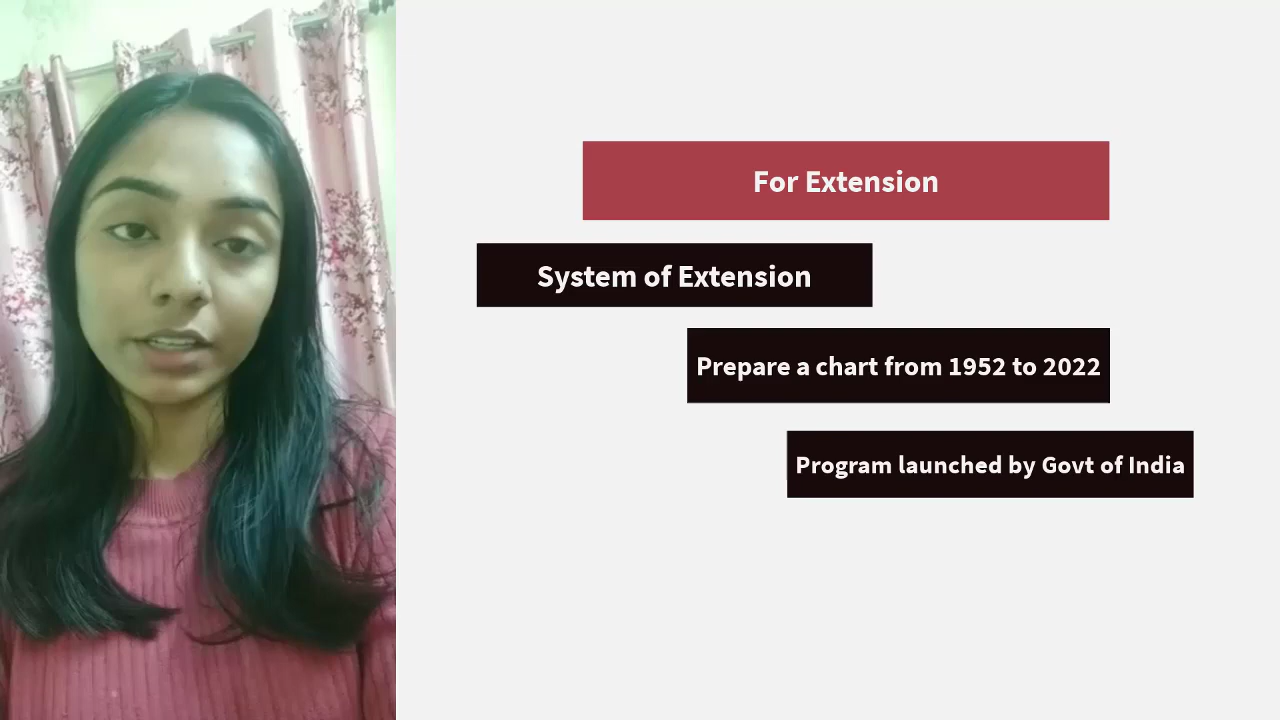 For Extension
System of Extension
Prepare a chart from 1952 to 2022
Program launched by Govt of India